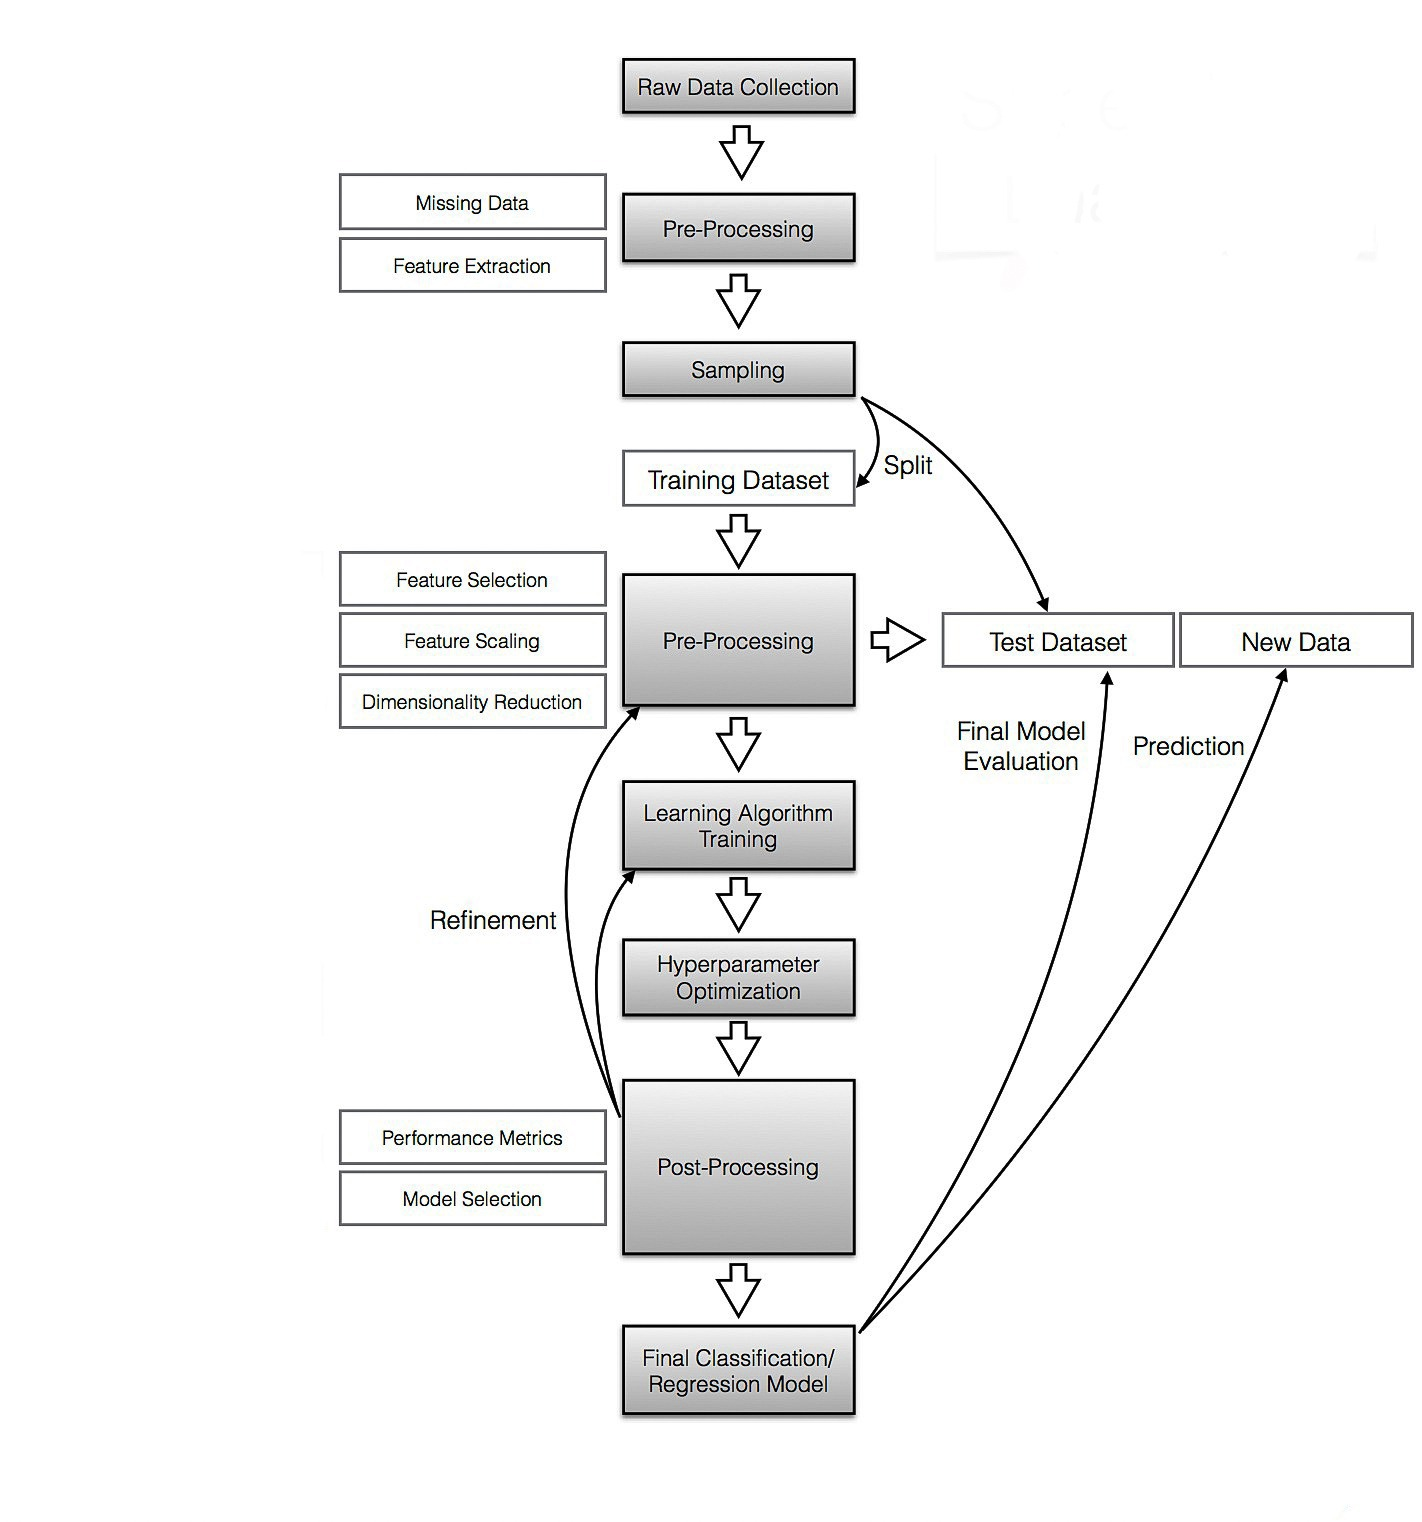 Raw Data Collection
Missing Data
Pre-Processing
Feature Extraction
Sampling
Split
Training Dataset
Feature Selection
Feature Scaling
Pre-Processing
Test Dataset
New Data
Dimensionality Reduction
Final Model
Evaluation
Prediction
Learning Algorithm
Training
Refinement
Hyperparameter
Optimization
Performance Metrics
Post-Processing
Model Selection
Final Classification/
Regression Model